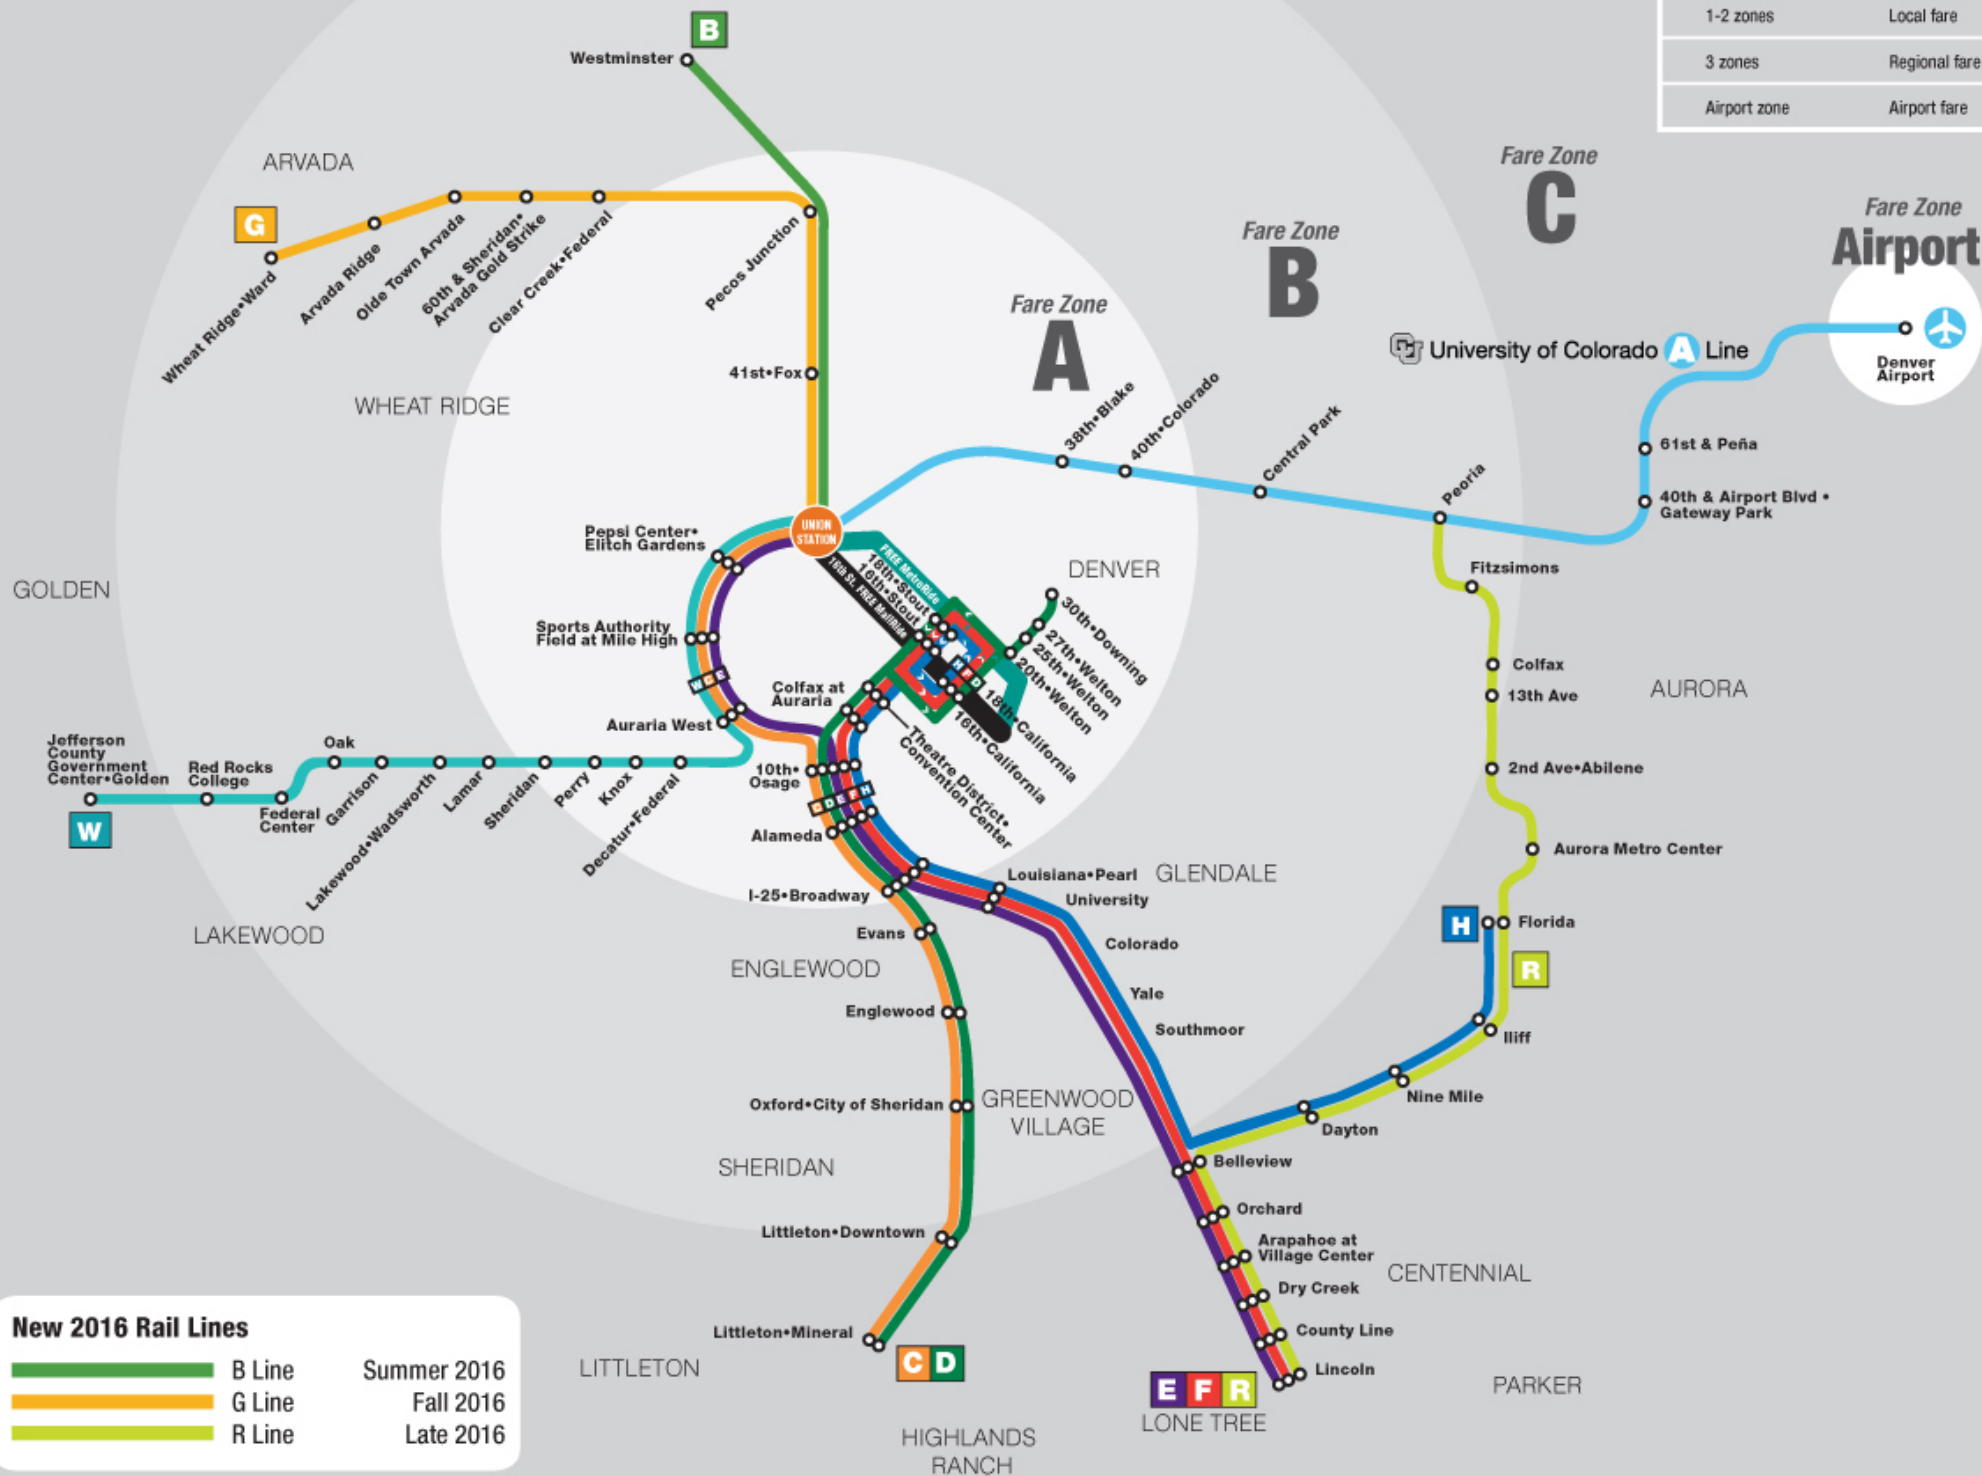 1-2 zones Local fare
3 zones Regional fare
Airport zone Airport fare
B
Westminster
ARVADA
G
Wheat Ridge•Ward
Arvada Ridge
Olde Town Arvada
60th & Sheridan•
Arvada Gold Strike
Clear Creek•Federal
Pecos Junction
41st•Fox
WHEAT RIDGE
Fare Zone
A
Fare Zone
B
Fare Zone
C
Fare Zone
Airport
University of Colorado A Line
Denver
Airport
38th•Blake
40th•Colorado
Central Park
Peoria
61st & Peña
40th & Airport Blvd •
Gateway Park
UNION
STATION
Pepsi Center•
Elitch Gardens
GOLDEN
DENVER
FREE MetroRide
16th St. FREE MallRide
18th•Stout
16th•Stout
30th•Downing
27th•Welton
25th•Welton
20th•Welton
H F D
18th•California
16th•California
Theatre District•
Convention Center
Colfax at
Auraria
Sports Authority
Field at Mile High
W C E
Auraria West
Fitzsimons
Colfax
13th Ave
AURORA
2nd Ave•Abilene
Aurora Metro Center
Jefferson
County
Government
Center•Golden
W
Red Rocks
College
Federal
Center
Oak
Garrison
Lakewood•Wadsworth
Lamar
Sheridan
Perry
Knox
Decatur•Federal
LAKEWOOD
10th•
Osage
C D E F H
Alameda
I-25•Broadway
Louisiana•Pearl
GLENDALE
University
Colorado
Yale
Southmoor
H
Florida
R
Iliff
Nine Mile
Dayton
Evans
ENGLEWOOD
Englewood
Oxford•City of Sheridan
GREENWOOD
VILLAGE
SHERIDAN
Littleton•Downtown
Littleton•Mineral
C D
LITTLETON
HIGHLANDS
RANCH
Belleview
Orchard
Arapahoe at
Village Center
CENTENNIAL
Dry Creek
County Line
Lincoln
E F R
LONE TREE
PARKER
New 2016 Rail Lines
B Line Summer 2016
G Line Fall 2016
R Line Late 2016